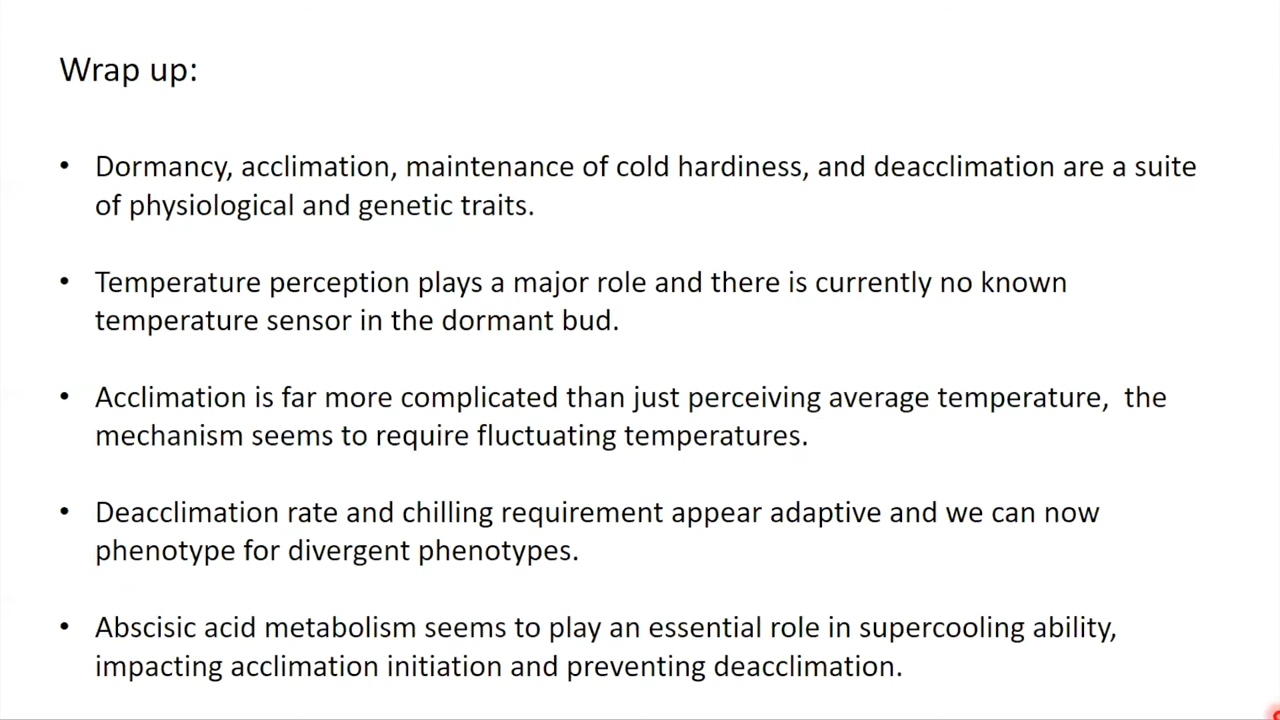 Wrap up:
• Dormancy, acclimation, maintenance of cold hardiness, and deacclimation are a suite
of physiological and genetic traits.
• Temperature perception plays a major role and there is currently no known
temperature sensor in the dormant bud.
• Acclimation is far more complicated than just perceiving average temperature,  the
mechanism seems to require fluctuating temperatures.
• Deacclimation rate and chilling requirement appear adaptive and we can now
phenotype for divergent phenotypes.
• Abscisic acid metabolism seems to play an essential role in supercooling ability,
impacting acclimation initiation and preventing deacclimation.